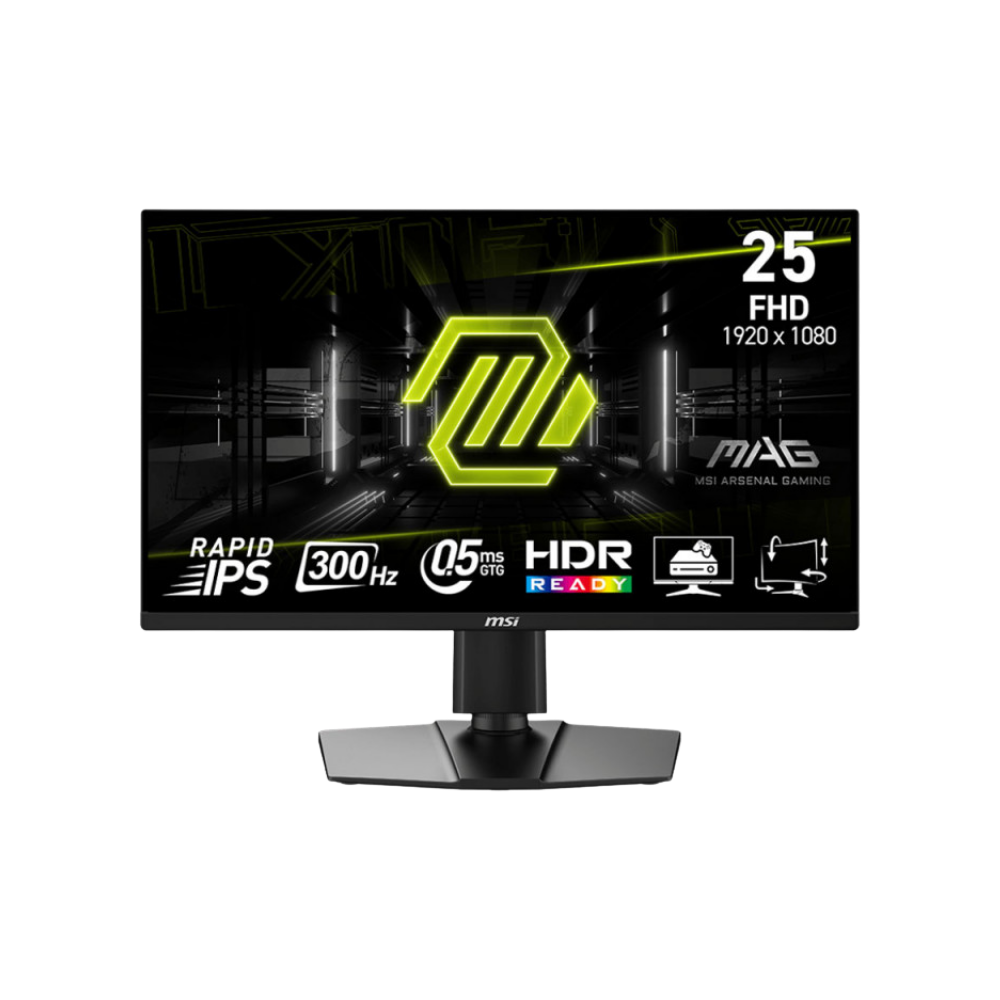 25
FHD
1920 x 1080
MAG
MSI ARSENAL GAMING
RAPID
IPS
300Hz
0.5ms
GTG
HDR
READY
msi